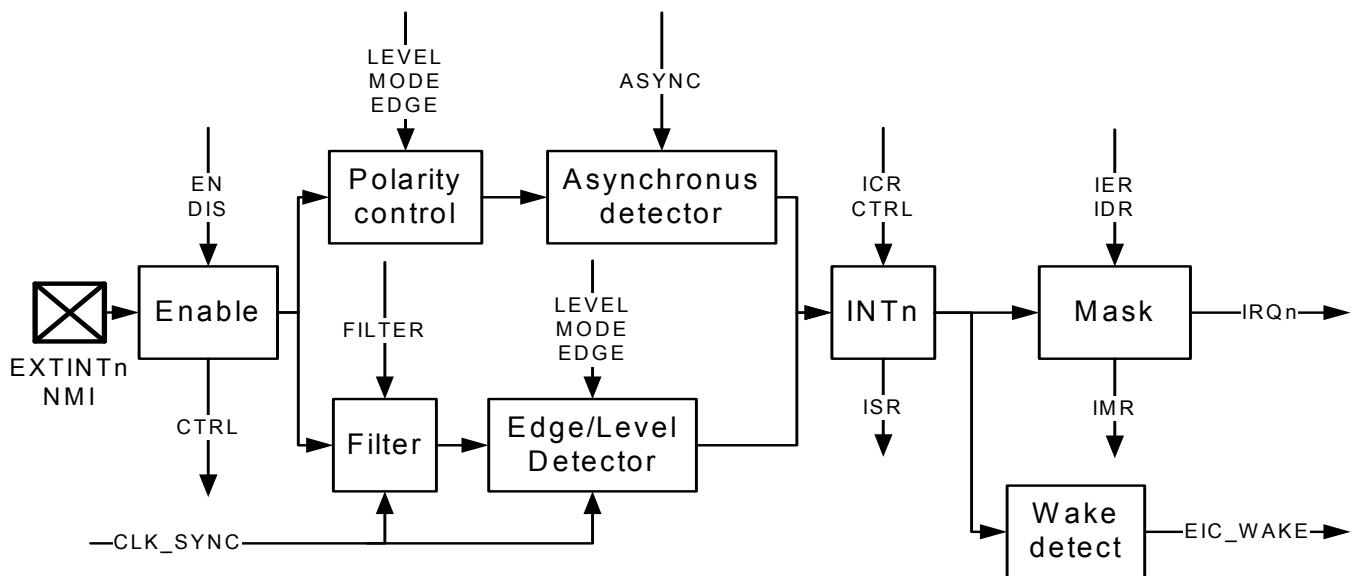 LEVEL
MODE
EDGE
ASYNC
EN
DIS
Polarity
control
Asynchronus
detector
ICR
CTRL
IER
IDR
Enable
FILTER
LEVEL
MODE
EDGE
INTn
Mask
IRQn
EXTINTn
NMI
CTRL
Filter
Edge/Level
Detector
ISR
IMR
CLK_SYNC
Wake
detect
EIC_WAKE